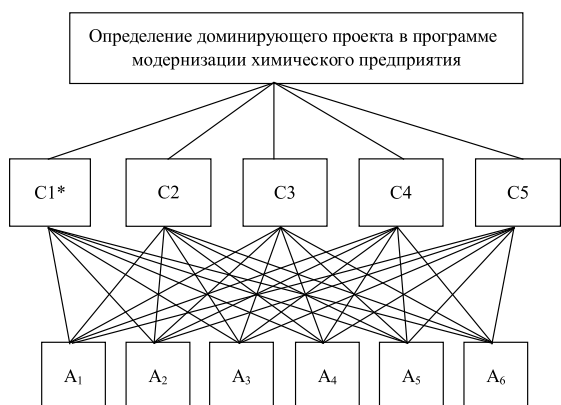 Определение доминирующего проекта в программе
модернизации химического предприятия
C1* C2 C3 C4 C5
A₁ A₂ A₃ A₄ A₅ A₆